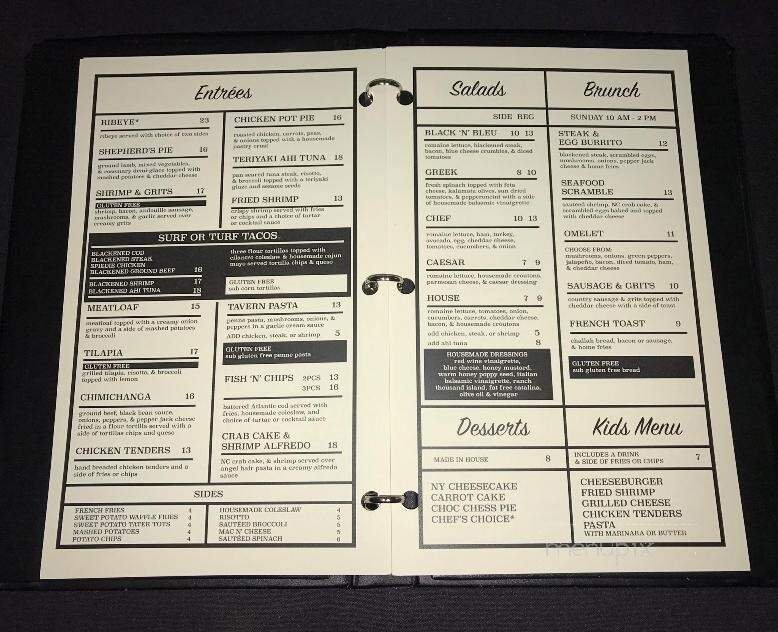 Entrées
RIBEYE* 23
ribeye served with choice of two sides
SHEPHERD'S PIE 16
ground lamb, mixed vegetables,
& rosemary demi-glace topped with
mashed potatoes & cheddar cheese
SHRIMP & GRITS 17
GLUTEN FREE
shrimp, bacon, andouille sausage,
mushrooms, & garlic served over
creamy grits
CHICKEN POT PIE 16
roasted chicken, carrots, peas,
& onions topped with a housemade
pastry crust
TERIYAKI AHI TUNA 18
pan seared tuna steak, risotto,
& broccoli topped with a teriyaki
glaze and sesame seeds
FRIED SHRIMP 13
crispy shrimp served with fries
or chips and a choice of tartar
or cocktail sauce
SURF OR TURF TACOS
BLACKENED COD
BLACKENED STEAK
SPIEDIE CHICKEN
BLACKENED GROUND BEEF 16
BLACKENED SHRIMP 17
BLACKENED AHI TUNA 18
three flour tortillas topped with
cilantro coleslaw & housemade cajun
mayo served tortilla chips & queso
GLUTEN FREE
sub corn tortillas
MEATLOAF 15
meatloaf topped with a creamy onion
gravy and a side of mashed potatoes
& broccoli
TILAPIA 17
GLUTEN FREE
grilled tilapia, risotto, & broccoli
topped with lemon
CHIMICHANGA 16
ground beef, black bean sauce,
onions, peppers, & pepper jack cheese
fried in a flour tortilla served with a
side of tortillas chips and queso
CHICKEN TENDERS 13
hand breaded chicken tenders and a
side of fries or chips
TAVERN PASTA 13
penne pasta, mushrooms, onions, &
peppers in a garlic cream sauce
ADD chicken, steak, or shrimp 5
GLUTEN FREE
sub gluten free penne pasta
FISH 'N' CHIPS 2PCS 13
3PCS 16
battered Atlantic cod served with
fries, housemade coleslaw, and
choice of tartar or cocktail sauce
CRAB CAKE &
SHRIMP ALFREDO 18
NC crab cake, & shrimp served over
angel hair pasta in a creamy alfredo
sauce
SIDES
FRENCH FRIES 4
SWEET POTATO WAFFLE FRIES 4
SWEET POTATO TATER TOTS 4
MASHED POTATOES 4
POTATO CHIPS 4
HOUSEMADE COLESLAW 4
RISOTTO 5
SAUTÉED BROCCOLI 5
MAC N' CHEESE 5
SAUTÉED SPINACH 6
Salads
SIDE REG
BLACK 'N' BLEU 10 13
romaine lettuce, blackened steak,
bacon, blue cheese crumbles, & diced
tomatoes
GREEK 8 10
fresh spinach topped with feta
cheese, kalamate olives, sun dried
tomatoes, & pepperoncini with a side
of housemade balsamic vinaigrette
CHEF 10 13
romaine lettuce, ham, turkey,
avocado, egg, cheddar cheese,
tomatoes, cucumbers, & onion
CAESAR 7 9
romaine lettuce, housemade croutons,
parmesan cheese, & caesar dressing
HOUSE 7 9
romaine lettuce, tomatoes, onion,
cucumbers, carrots, cheddar cheese,
bacon, & housemade croutons
add chicken, steak, or shrimp 5
add ahi tuna 8
HOUSEMADE DRESSINGS
red wine vinaigrette,
blue cheese, honey mustard,
warm honey poppy seed, italian
balsamic vinaigrette, ranch
thousand island, fat free catalina,
olive oil & vinegar
Brunch
SUNDAY 10 AM - 2 PM
STEAK &
EGG BURRITO 12
blackened steak, scrambled eggs,
mushrooms, onions, pepper jack
cheese & home fries
SEAFOOD
SCRAMBLE 13
sauteed shrimp, NC crab cake, &
scrambled eggs baked and topped
with cheddar cheese
OMELET 11
CHOOSE FROM:
mushrooms, onions, green peppers,
jalapeño, bacon, diced tomato, ham,
& cheddar cheese
SAUSAGE & GRITS 10
country sausage & grits topped with
cheddar cheese with a side of toast
FRENCH TOAST 9
challah bread, bacon or sausage,
& home fries
GLUTEN FREE
sub gluten free bread
Desserts
MADE IN HOUSE 8
NY CHEESECAKE
CARROT CAKE
CHOC CHESS PIE
CHEF'S CHOICE*
Kids Menu
INCLUDES A DRINK
& SIDE OF FRIES OR CHIPS 7
CHEESEBURGER
FRIED SHRIMP
GRILLED CHEESE
CHICKEN TENDERS
PASTA
WITH MARINARA OR BUTTER